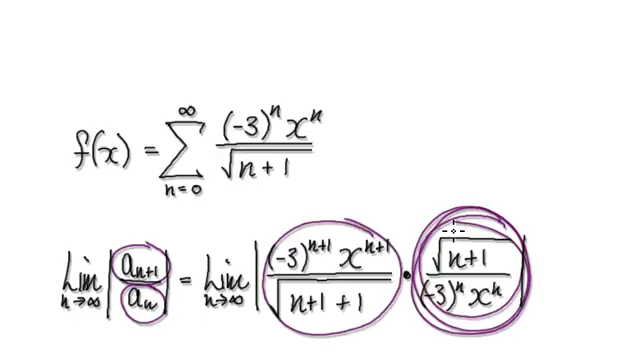 f(x) = ∑_{n=0}^{∞} (-3)^n x^n / √(n+1)
Lim_{n→∞} | a_{n+1} / a_n | = Lim_{n→∞} | (-3)^{n+1} x^{n+1} / √(n+1+1) • √(n+1) / (-3)^n x^n |